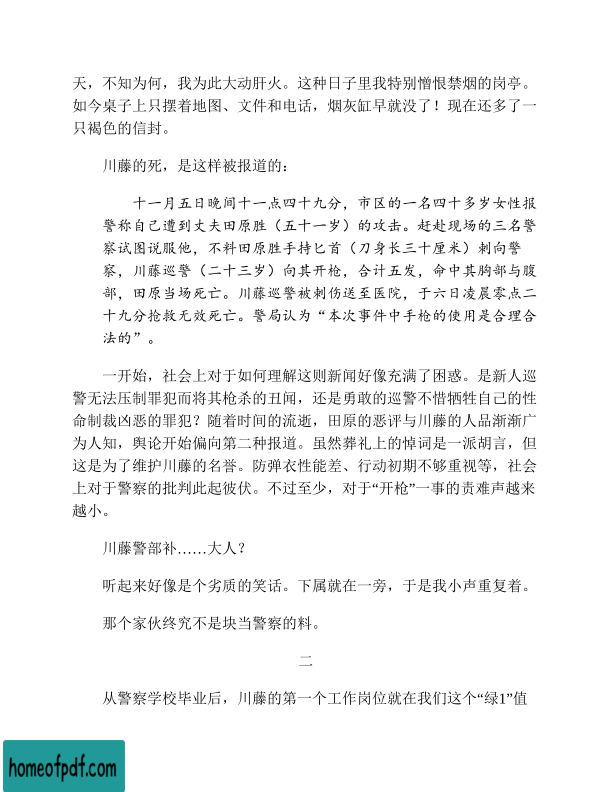 天，不知为何，我为此大动肝火。这种日子里我特别憎恨禁烟的岗亭。
如今桌子上只摆着地图、文件和电话，烟灰缸早就没了！现在还多了一
只褐色的信封。
川藤的死，是这样被报道的：
十一月五日晚间十一点四十九分，市区的一名四十多岁女性报
警称自己遭到丈夫田原胜（五十一岁）的攻击。赶赴现场的三名警
察试图说服他，不料田原胜手持匕首（刀身长三十厘米）刺向警
察，川藤巡警（二十三岁）向其开枪，合计五发，命中其胸部与腹
部，田原当场死亡。川藤巡警被刺伤送至医院，于六日凌晨零点二
十九分抢救无效死亡。警局认为“本次事件中手枪的使用是合理合
法的”。
一开始，社会上对于如何理解这则新闻好像充满了困惑。是新人巡
警无法压制罪犯而将其枪杀的丑闻，还是勇敢的巡警不惜牺牲自己的性
命制裁凶恶的罪犯？随着时间的流逝，田原的恶评与川藤的人品渐渐广
为人知，舆论开始偏向第二种报道。虽然葬礼上的悼词是一派胡言，但
这是为了维护川藤的名誉。防弹衣性能差、行动初期不够重视等，社会
上对于警察的批判此起彼伏。不过至少，对于“开枪”一事的责难声越来
越小。
川藤警部补……大人？
听起来好像是个劣质的笑话。下属就在一旁，于是我小声重复着。
那个家伙终究不是块当警察的料。
二
从警察学校毕业后，川藤的第一个工作岗位就在我们这个“绿1”值
homeofpdf.com